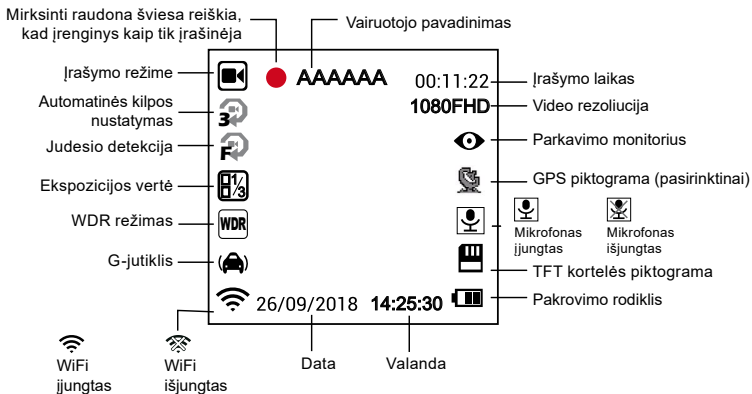 Mirksinti raudona šviesa reiškia,
kad įrenginys kaip tik įrašinėja
Vairuotojo pavadinimas
Įrašymo režime
AAAAAA
00:11:22
Įrašymo laikas
Automatinės kilpos
nustatymas
3
1080FHD
Video rezoliucija
Judesio detekcija
F
Parkavimo monitorius
Ekspozicijos vertė
1/3
GPS piktograma (pasirinktinai)
WDR režimas
WDR
Mikrofonas
įjungtas
Mikrofonas
išjungtas
G-jutiklis
TFT kortelės piktograma
26/09/2018
14:25:30
Pakrovimo rodiklis
WiFi
įjungtas
WiFi
išjungtas
Data
Valanda